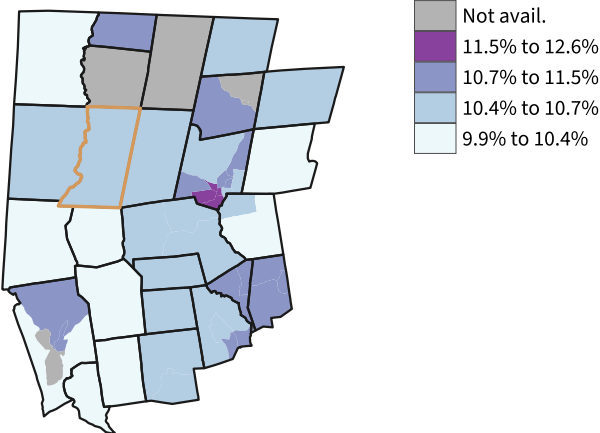 Not avail.
11.5% to 12.6%
10.7% to 11.5%
10.4% to 10.7%
9.9% to 10.4%